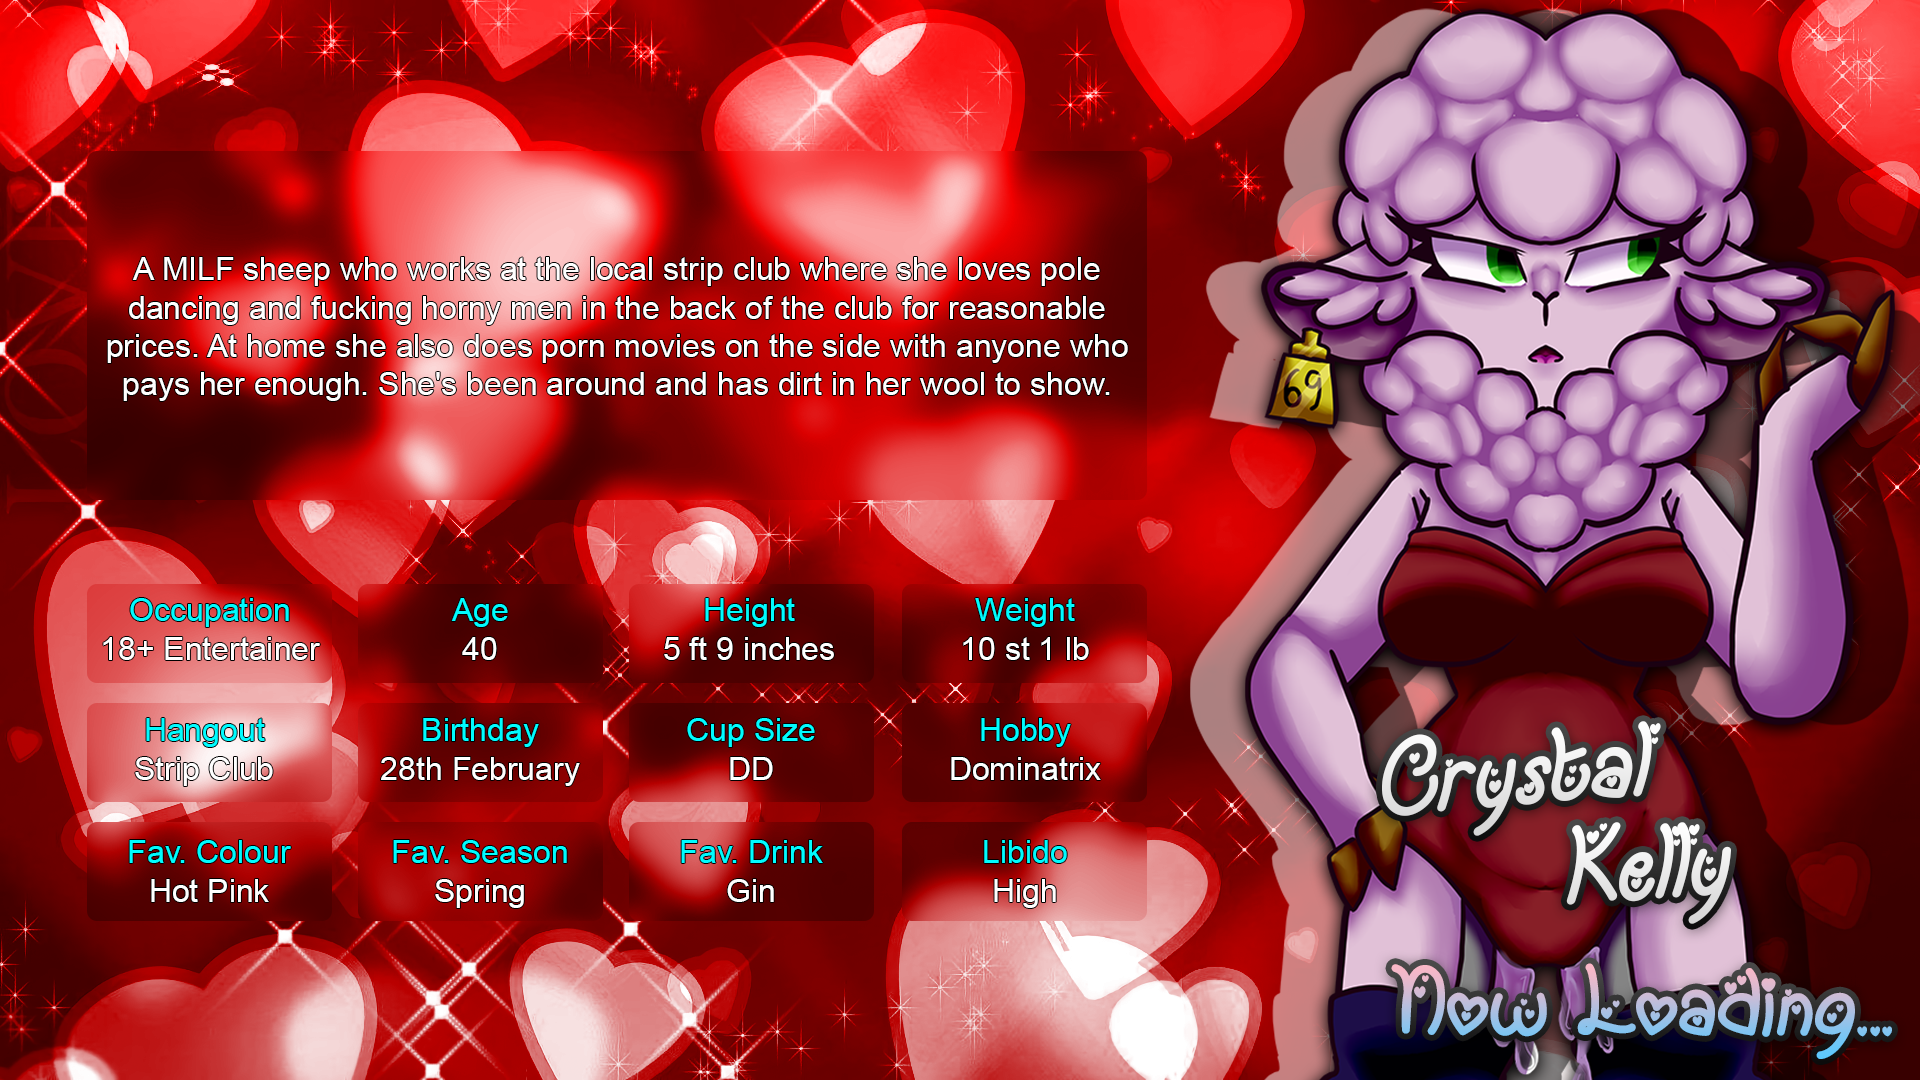 A MILF sheep who works at the local strip club where she loves pole
dancing and fucking horny men in the back of the club for reasonable
prices. At home she also does porn movies on the side with anyone who
pays her enough. She's been around and has dirt in her wool to show.
69
Occupation
18+ Entertainer
Age
40
Height
5 ft 9 inches
Weight
10 st 1 lb
Hangout
Strip Club
Birthday
28th February
Cup Size
DD
Hobby
Dominatrix
Fav. Colour
Hot Pink
Fav. Season
Spring
Fav. Drink
Gin
Libido
High
Crystal
Kelly
Now Loading...